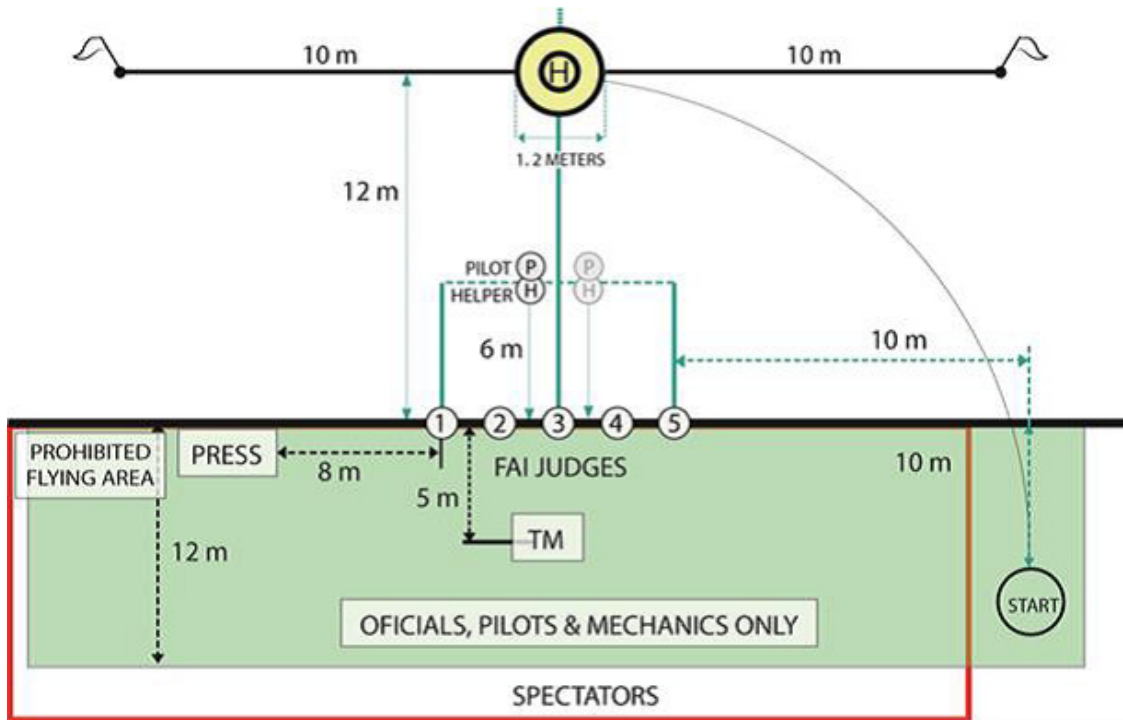 10 m
H
10 m
1.2 METERS
12 m
PILOT P P
HELPER H H
6 m
10 m
1 2 3 4 5
PROHIBITED
FLYING AREA
PRESS
8 m
FAI JUDGES
10 m
5 m
TM
12 m
START
OFICIALS, PILOTS & MECHANICS ONLY
SPECTATORS